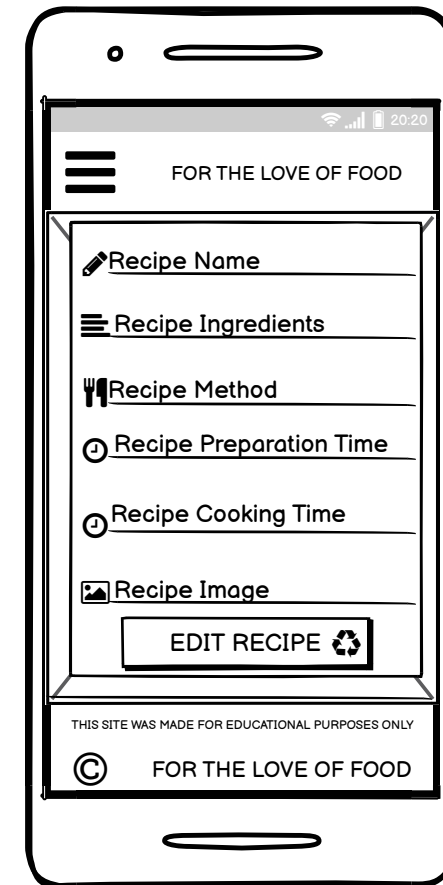 20:20
FOR THE LOVE OF FOOD
Recipe Name
Recipe Ingredients
Recipe Method
Recipe Preparation Time
Recipe Cooking Time
Recipe Image
EDIT RECIPE
THIS SITE WAS MADE FOR EDUCATIONAL PURPOSES ONLY
© FOR THE LOVE OF FOOD